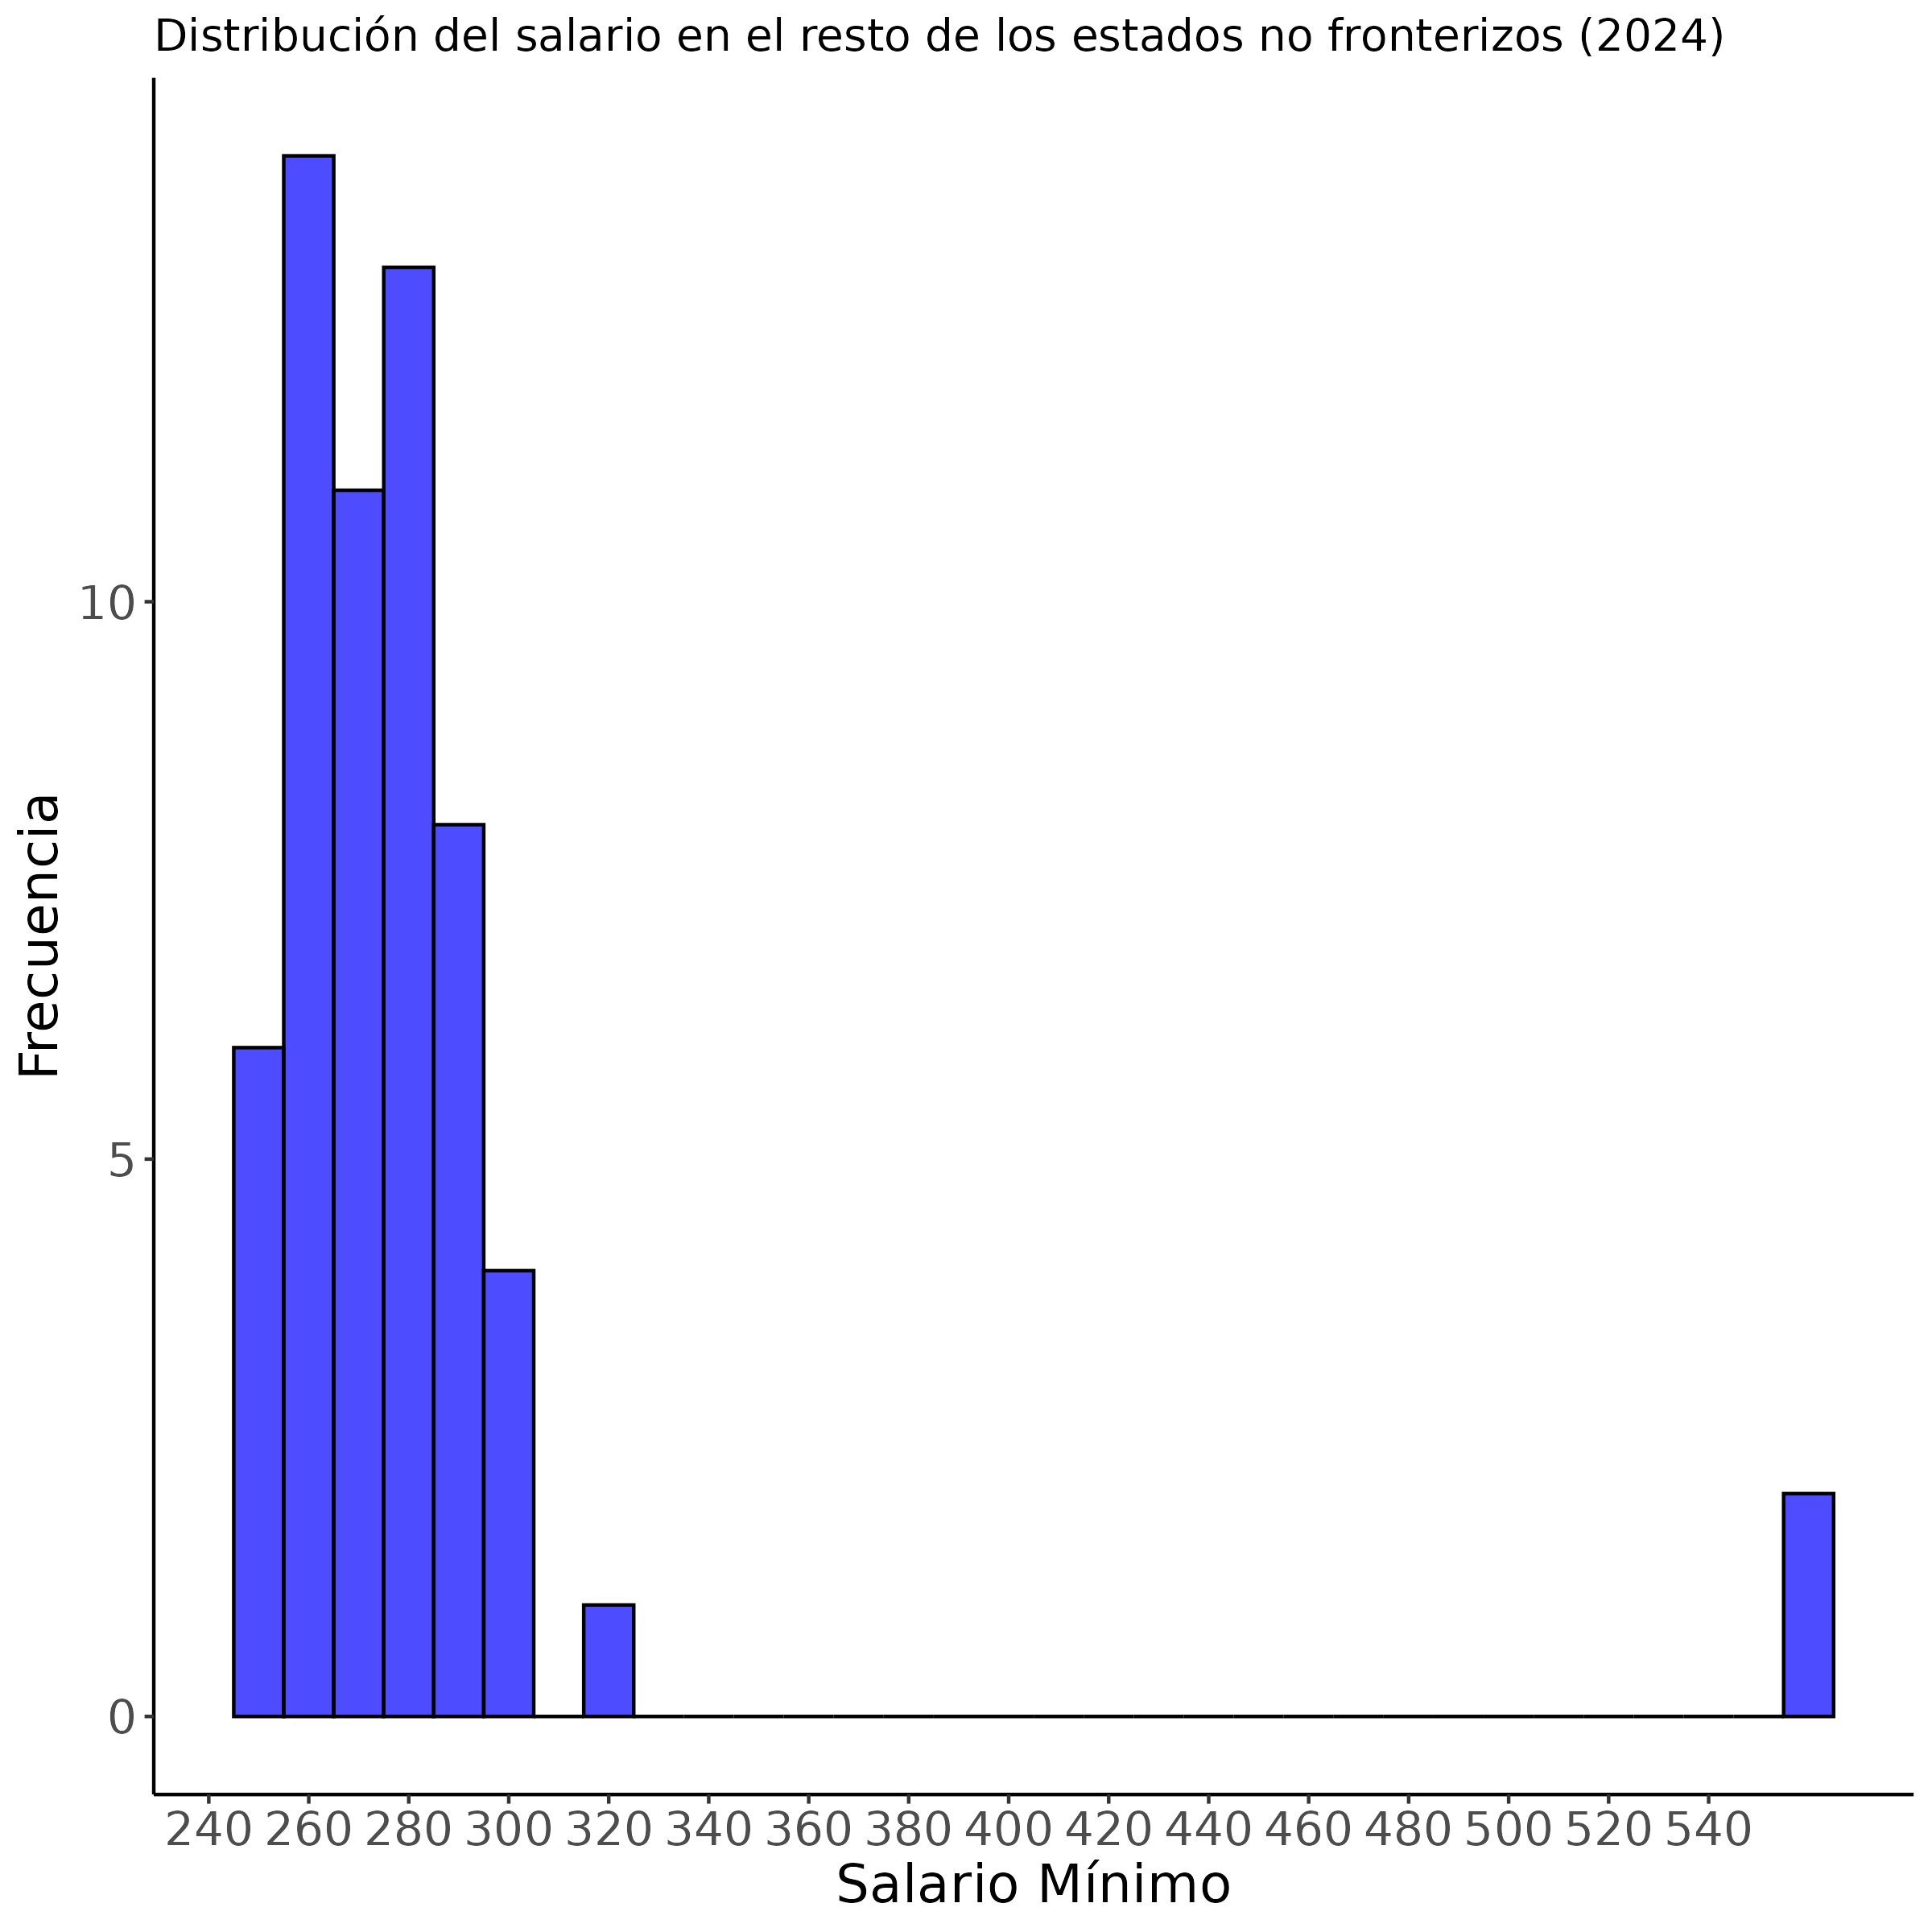 Distribución del salario en el resto de los estados no fronterizos (2024)
Frecuencia
10
5
0
240 260 280 300 320 340 360 380 400 420 440 460 480 500 520 540
Salario Mínimo